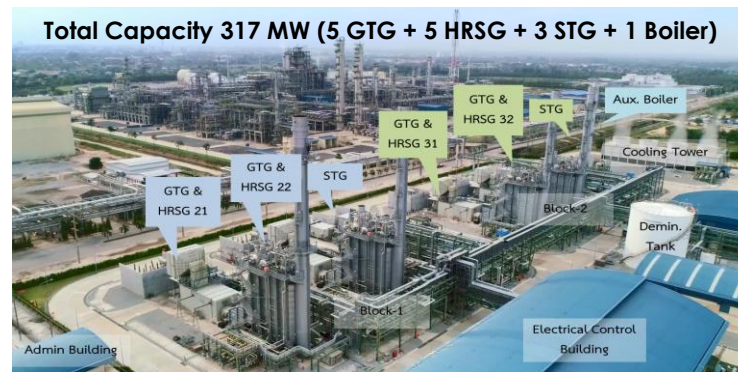 Total Capacity 317 MW (5 GTG + 5 HRSG + 3 STG + 1 Boiler)
GTG &
HRSG 21
GTG &
HRSG 22
STG
GTG &
HRSG 31
GTG &
HRSG 32
STG
Aux. Boiler
Cooling Tower
Block-2
Demin.
Tank
Block-1
Electrical Control
Building
Admin Building